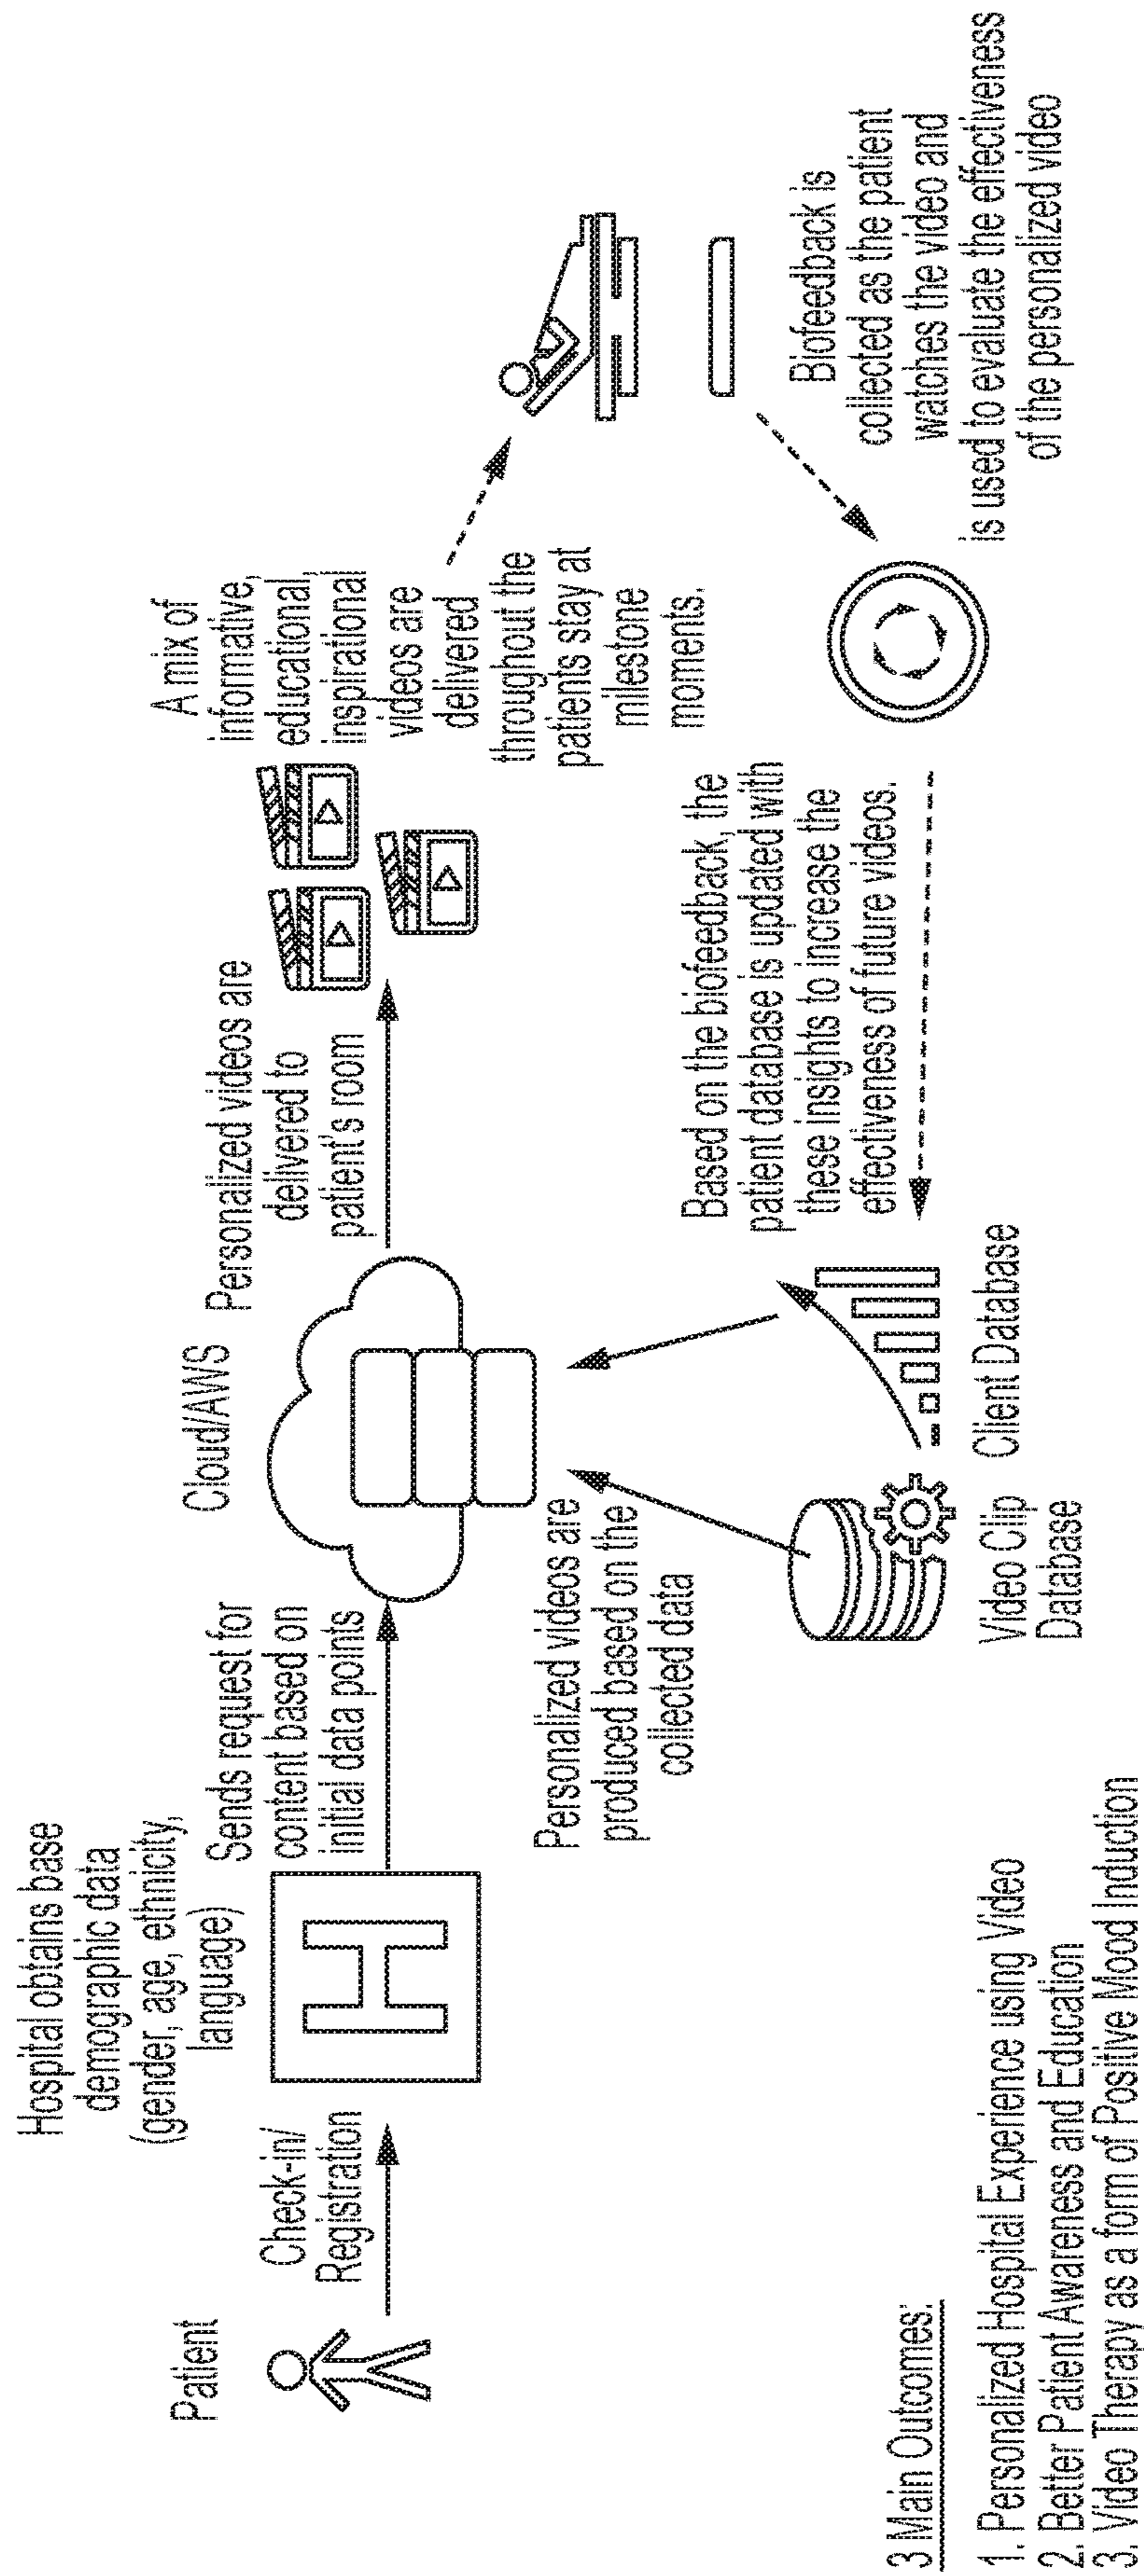 Patient
Check-in/
Registration
Hospital obtains base
demographic data
(gender, age, ethnicity,
language)
Sends request for
content based on
initial data points
Cloud/AWS
Personalized videos are
delivered to
patient's room
A mix of
informative,
educational,
inspirational
videos are
delivered
throughout the
patients stay at
milestone
moments.
Biofeedback is
collected as the patient
watches the video and
is used to evaluate the effectiveness
of the personalized video
Based on the biofeedback, the
patient database is updated with
these insights to increase the
effectiveness of future videos.
Personalized videos are
produced based on the
collected data
Video Clip
Database
Client Database
H
3 Main Outcomes:
1. Personalized Hospital Experience using Video
2. Better Patient Awareness and Education
3. Video Therapy as a form of Positive Mood Induction